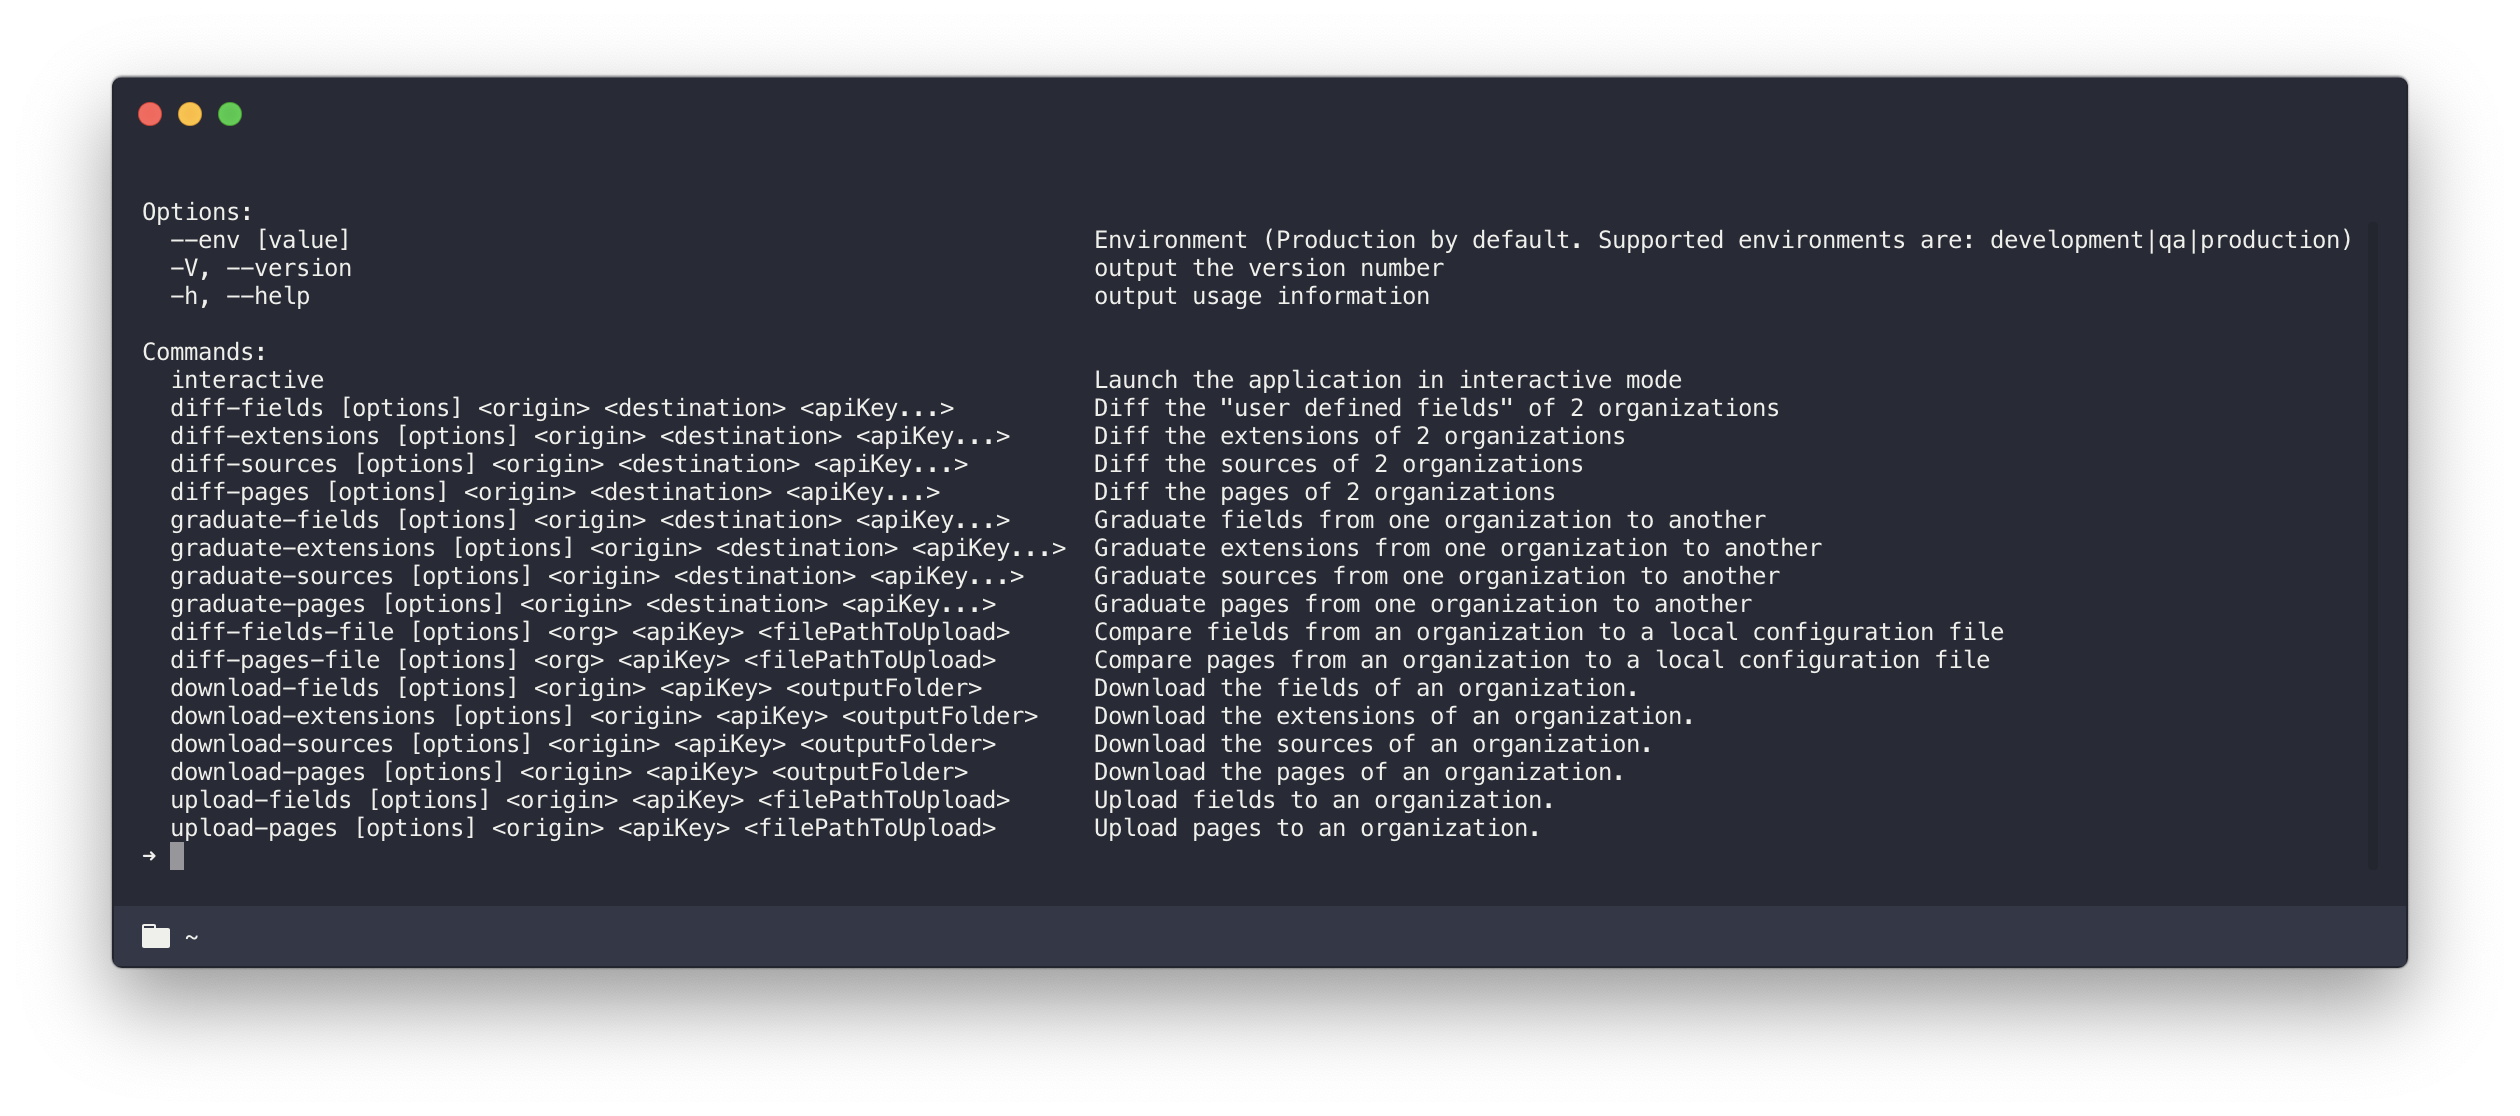 Options:
  --env [value]                                                     Environment (Production by default. Supported environments are: development|qa|production)
  -V, --version                                                     output the version number
  -h, --help                                                        output usage information
Commands:
  interactive                                                       Launch the application in interactive mode
  diff-fields [options] <origin> <destination> <apiKey...>          Diff the "user defined fields" of 2 organizations
  diff-extensions [options] <origin> <destination> <apiKey...>      Diff the extensions of 2 organizations
  diff-sources [options] <origin> <destination> <apiKey...>         Diff the sources of 2 organizations
  diff-pages [options] <origin> <destination> <apiKey...>           Diff the pages of 2 organizations
  graduate-fields [options] <origin> <destination> <apiKey...>      Graduate fields from one organization to another
  graduate-extensions [options] <origin> <destination> <apiKey...>  Graduate extensions from one organization to another
  graduate-sources [options] <origin> <destination> <apiKey...>     Graduate sources from one organization to another
  graduate-pages [options] <origin> <destination> <apiKey...>       Graduate pages from one organization to another
  diff-fields-file [options] <org> <apiKey> <filePathToUpload>      Compare fields from an organization to a local configuration file
  diff-pages-file [options] <org> <apiKey> <filePathToUpload>       Compare pages from an organization to a local configuration file
  download-fields [options] <origin> <apiKey> <outputFolder>        Download the fields of an organization.
  download-extensions [options] <origin> <apiKey> <outputFolder>    Download the extensions of an organization.
  download-sources [options] <origin> <apiKey> <outputFolder>       Download the sources of an organization.
  download-pages [options] <origin> <apiKey> <outputFolder>         Download the pages of an organization.
  upload-fields [options] <origin> <apiKey> <filePathToUpload>      Upload fields to an organization.
  upload-pages [options] <origin> <apiKey> <filePathToUpload>       Upload pages to an organization.
➜
~